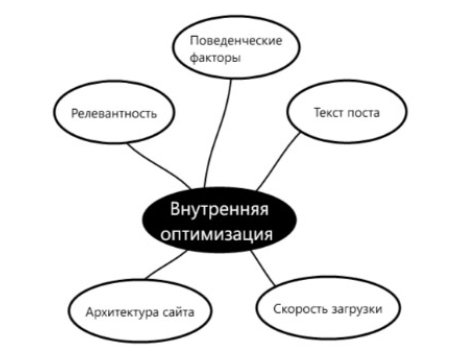 Поведенческие
факторы
Релевантность
Текст поста
Внутренняя
оптимизация
Архитектура сайта
Скорость загрузки